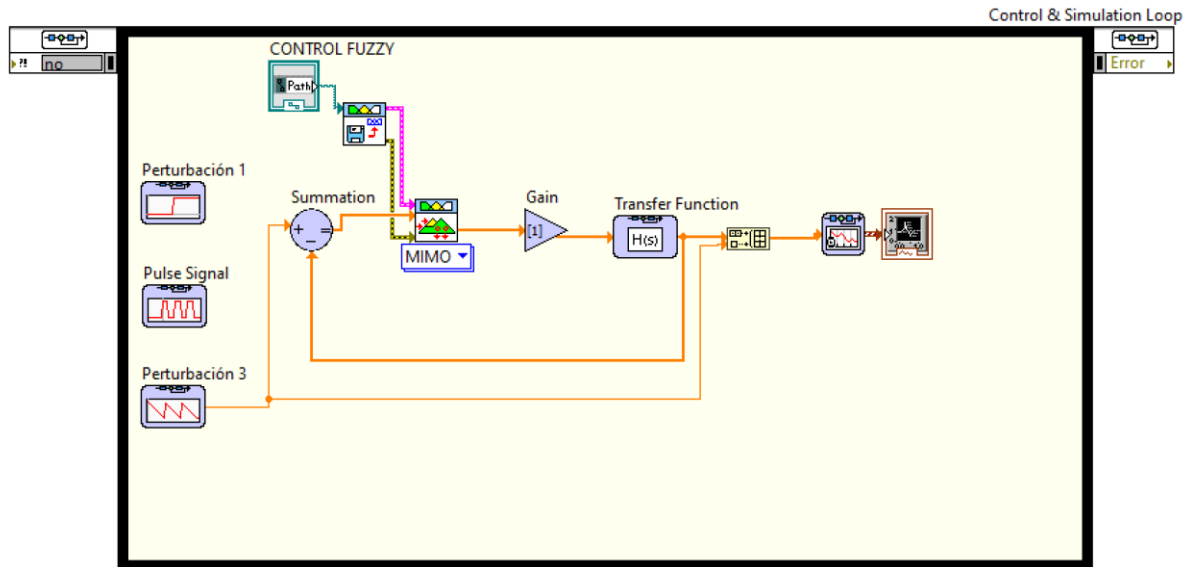 Control & Simulation Loop
no
Error
CONTROL FUZZY
Path
Perturbación 1
Summation
Gain
Transfer Function
[1]
H(s)
MIMO
Pulse Signal
Perturbación 3